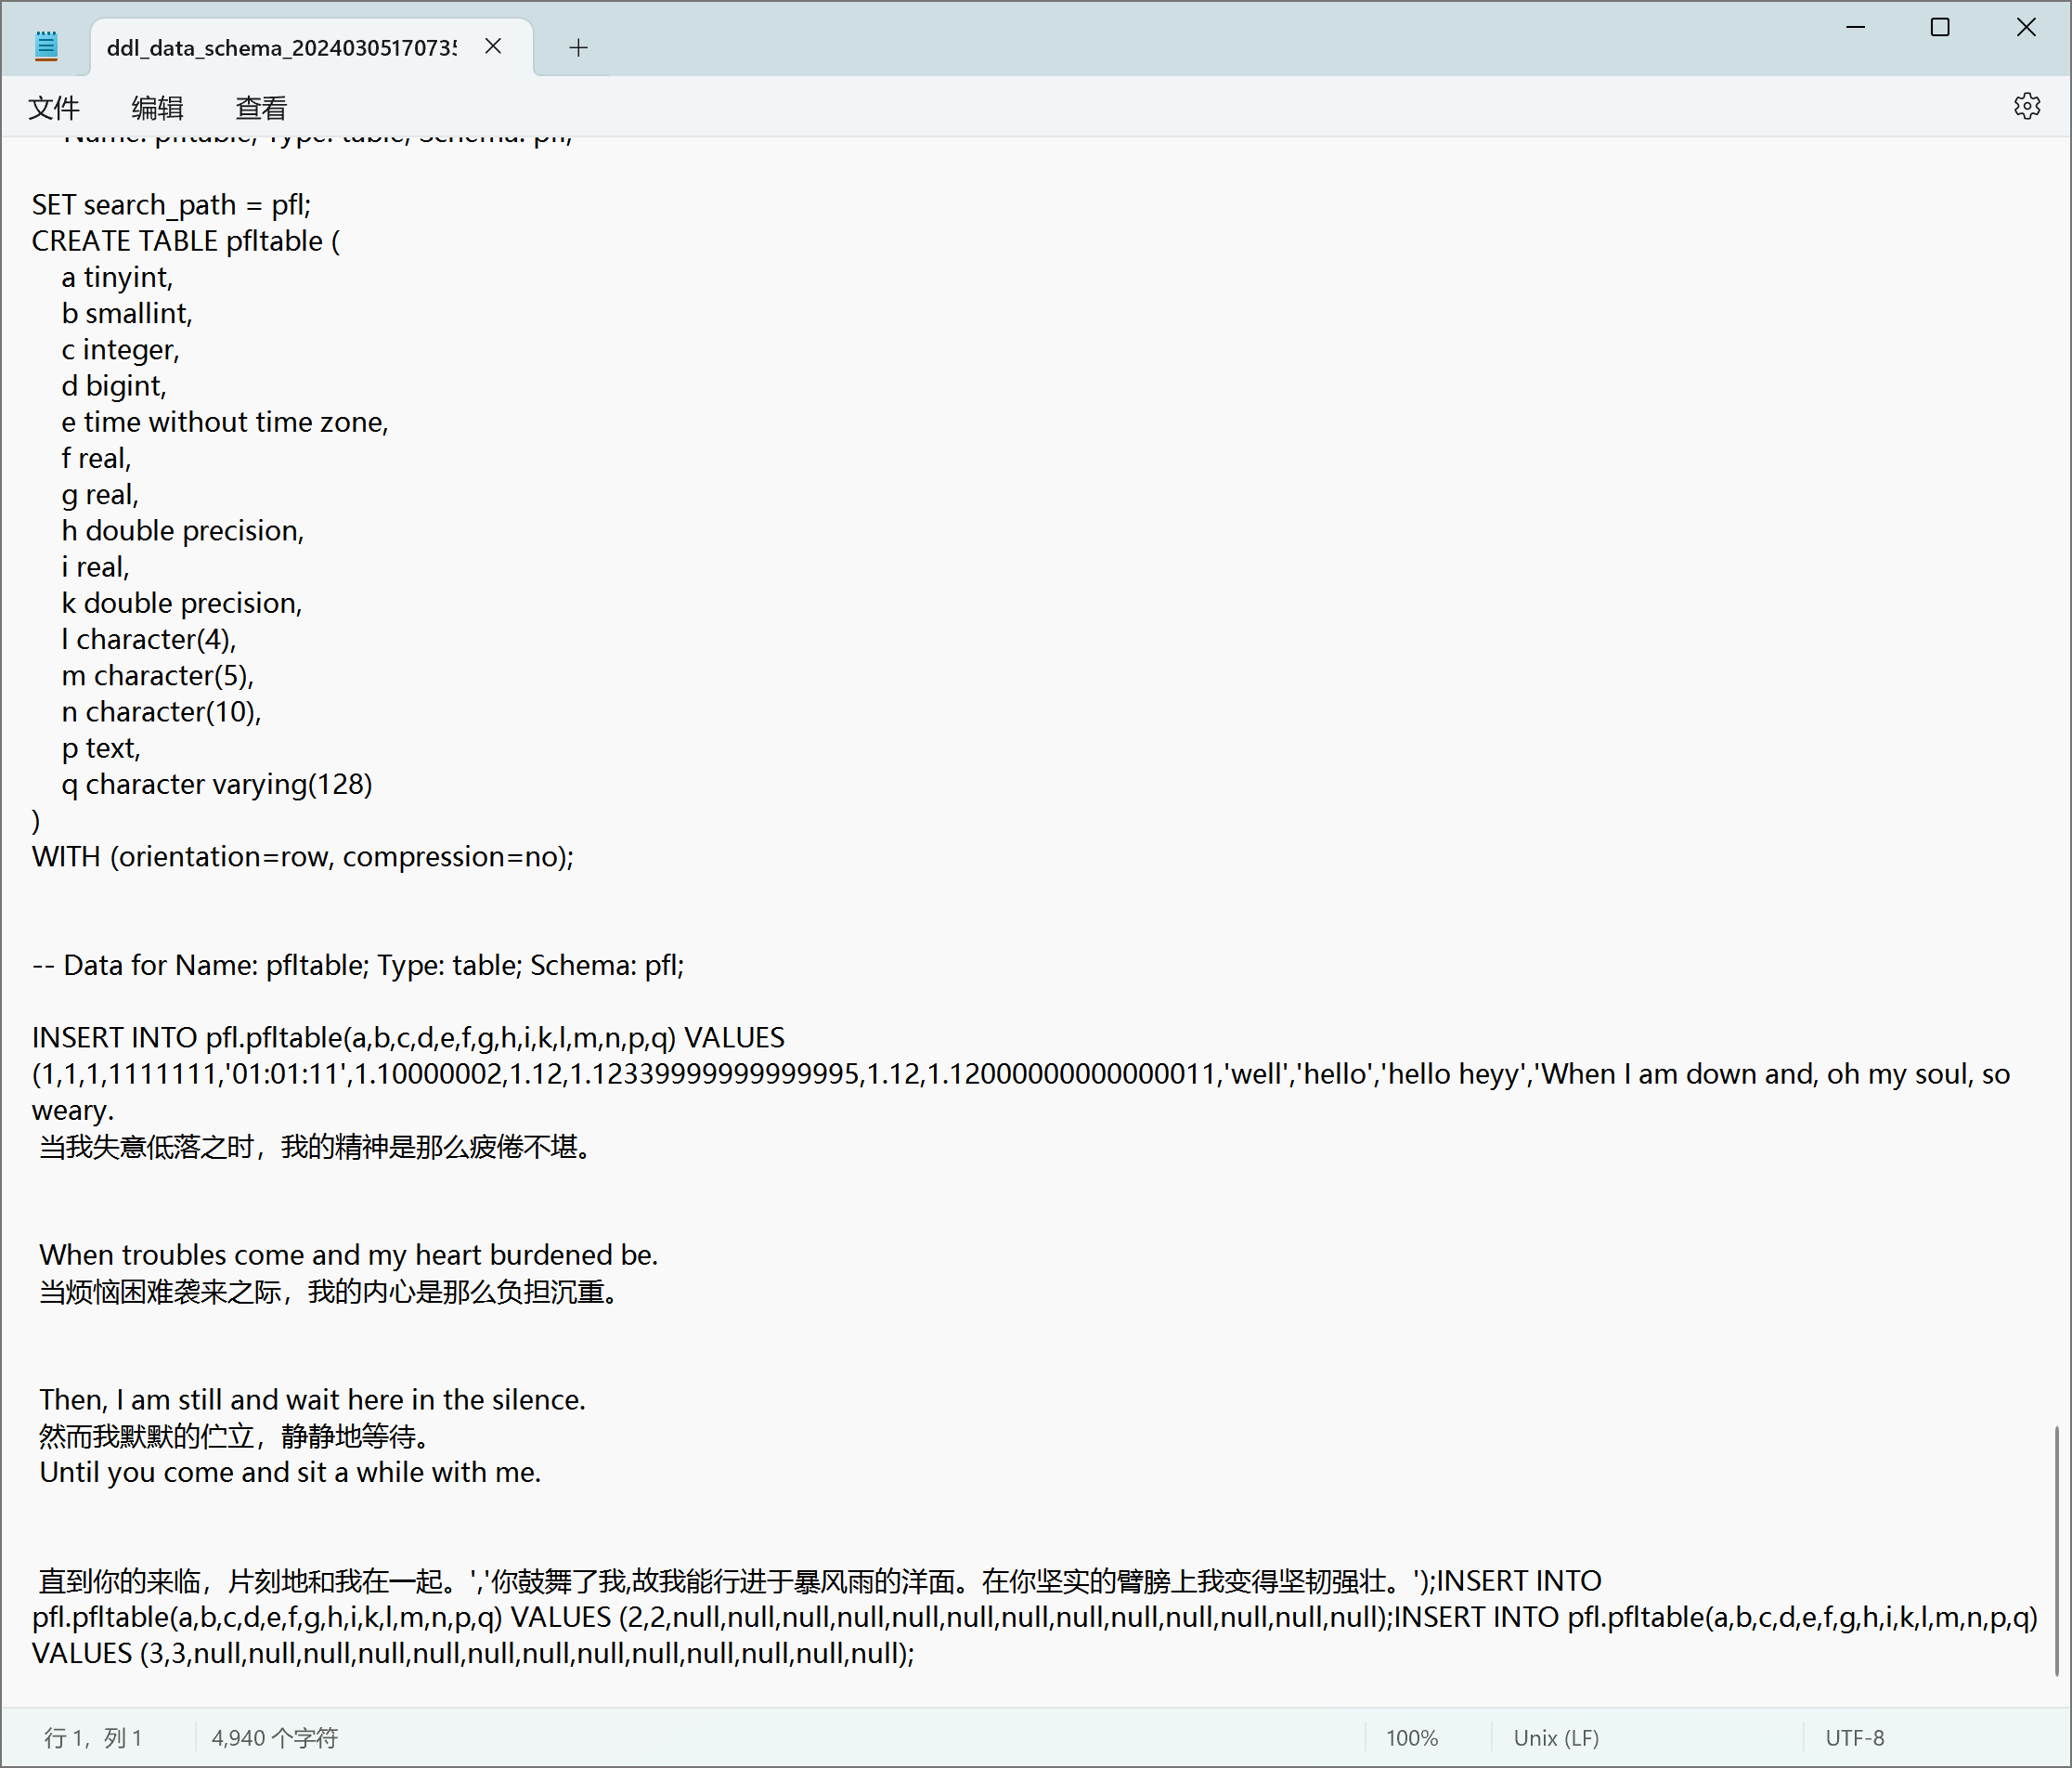 ddl_data_schema_20240305170735
文件 编辑 查看
Name: pfltable; Type: table; Schema: pfl;
SET search_path = pfl;
CREATE TABLE pfltable (
a tinyint,
b smallint,
c integer,
d bigint,
e time without time zone,
f real,
g real,
h double precision,
i real,
k double precision,
l character(4),
m character(5),
n character(10),
p text,
q character varying(128)
)
WITH (orientation=row, compression=no);
-- Data for Name: pfltable; Type: table; Schema: pfl;
INSERT INTO pfl.pfltable(a,b,c,d,e,f,g,h,i,k,l,m,n,p,q) VALUES
(1,1,1,1111111,'01:01:11',1.10000002,1.12,1.12339999999999995,1.12,1.12000000000000011,'well','hello','hello heyy','When I am down and, oh my soul, so
weary.
当我失意低落之时，我的精神是那么疲倦不堪。
When troubles come and my heart burdened be.
当烦恼困难袭来之际，我的内心是那么负担沉重。
Then, I am still and wait here in the silence.
然而我默默的伫立，静静地等待。
Until you come and sit a while with me.
直到你的来临，片刻地和我在一起。','你鼓舞了我,故我能行进于暴风雨的洋面。在你坚实的臂膀上我变得坚韧强壮。');INSERT INTO
pfl.pfltable(a,b,c,d,e,f,g,h,i,k,l,m,n,p,q) VALUES (2,2,null,null,null,null,null,null,null,null,null,null,null,null,null);INSERT INTO pfl.pfltable(a,b,c,d,e,f,g,h,i,k,l,m,n,p,q)
VALUES (3,3,null,null,null,null,null,null,null,null,null,null,null,null,null);
行 1，列 1 4,940 个字符 100% Unix (LF) UTF-8